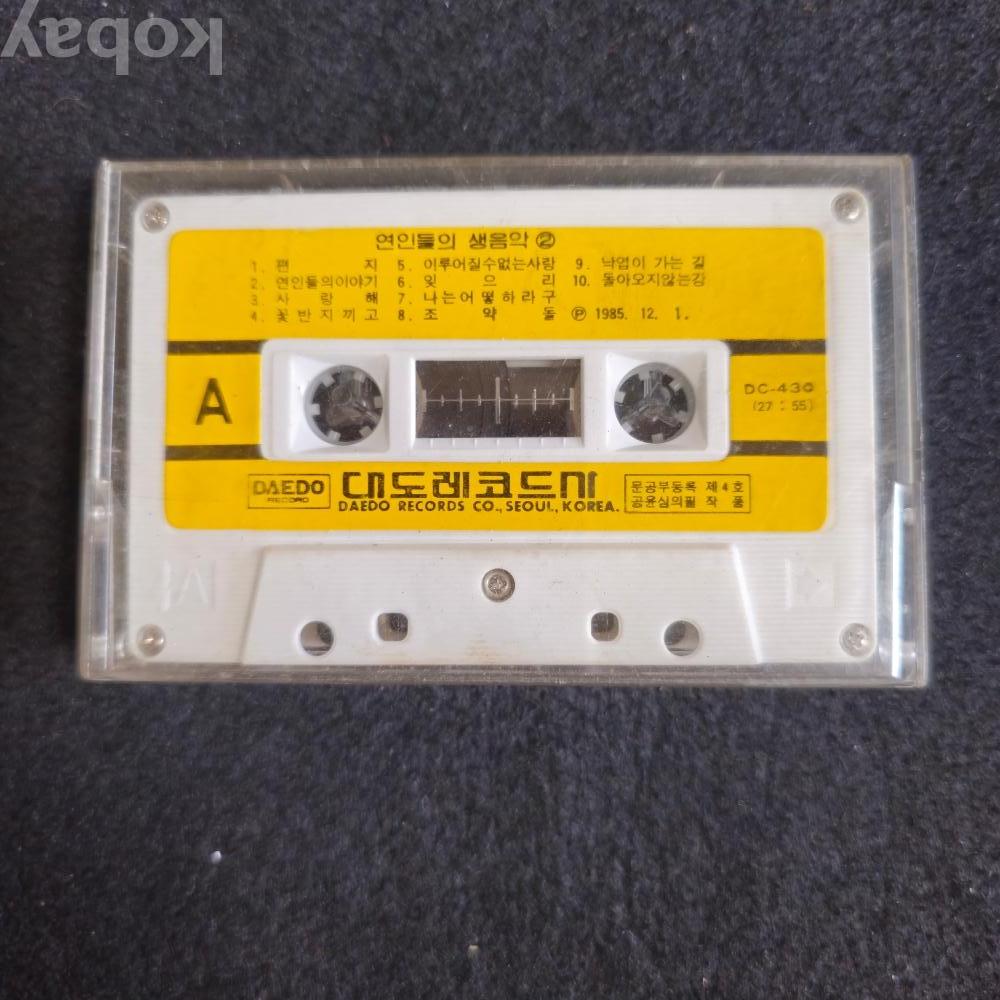 kobay
연인들의 생음악 ②
1. 편 지 5. 이루어질수없는사랑 9. 낙엽이 가는 길
2. 연인들의이야기 6. 잊 으 리 10. 돌아오지않는강
3. 사 랑 해 7. 나는어떻하라구
4. 꽃반지끼고 8. 조 약 돌 Ⓟ 1985. 12. 1.
A
DC-430
(27 : 55)
DAEDO RECORD
대도레코드사
DAEDO RECORDS CO., SEOUL, KOREA.
문공부등록 제4호
공윤심의필 작품